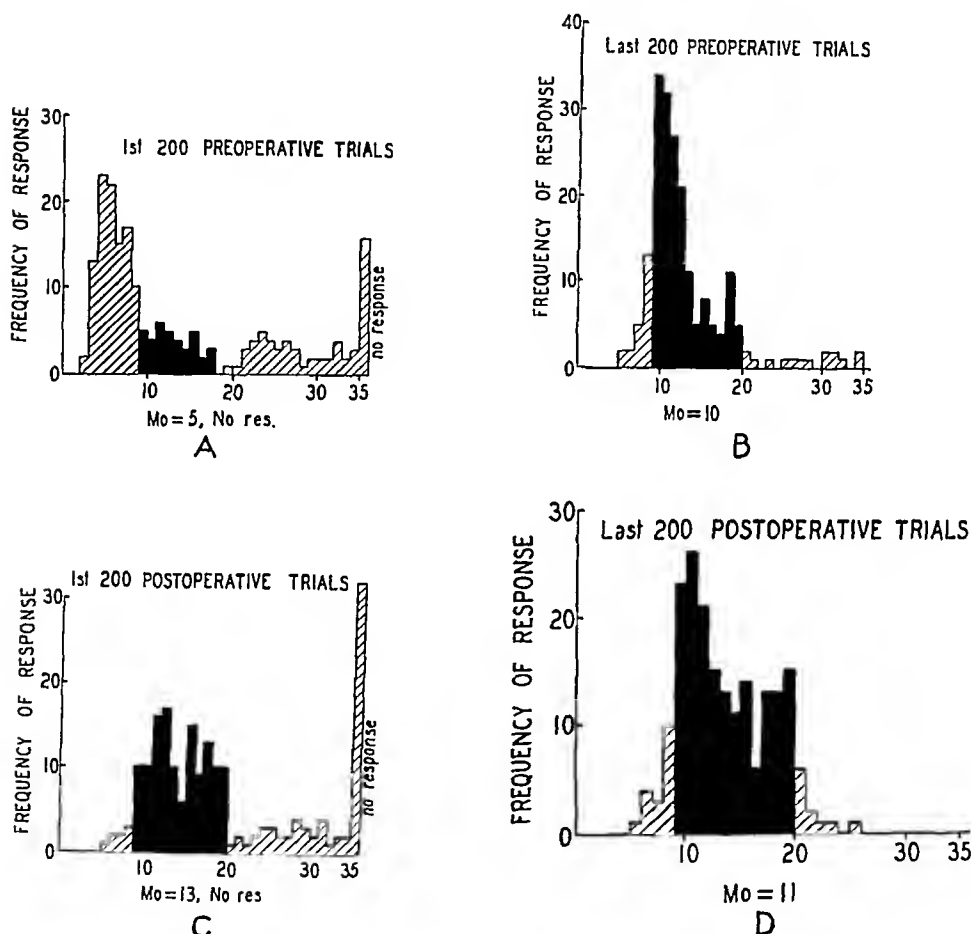 1st 200 PREOPERATIVE TRIALS
FREQUENCY OF RESPONSE
30
20
10
0
10 20 30 35
no response
Mo=5, No res.
A
Last 200 PREOPERATIVE TRIALS
FREQUENCY OF RESPONSE
40
30
20
10
0
10 20 30 35
Mo=10
B
1st 200 POSTOPERATIVE TRIALS
FREQUENCY OF RESPONSE
30
20
10
0
10 20 30 35
no response
Mo=13, No res
C
Last 200 POSTOPERATIVE TRIALS
FREQUENCY OF RESPONSE
30
20
10
0
10 20 30 35
Mo=11
D